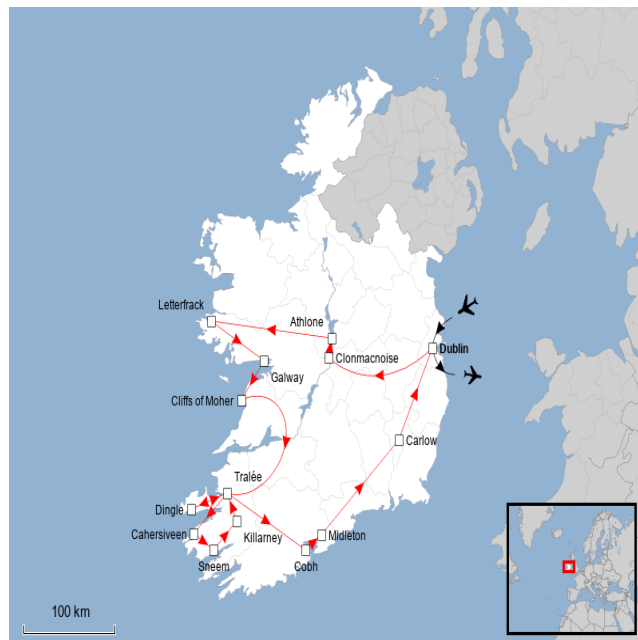 Letterfrack
Athlone
Dublin
Clonmacnoise
Galway
Cliffs of Moher
Carlow
Tralée
Dingle
Cahersiveen
Killarney
Midleton
Sneem
Cobh
100 km